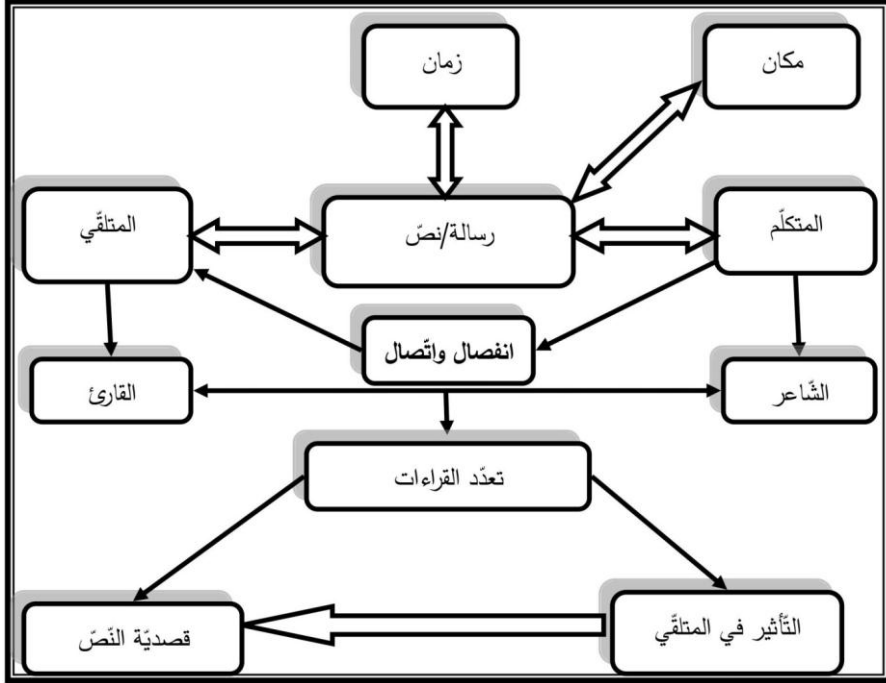 مكان
زمان
المتكلّم
رسالة/نصّ
المتلقّي
انفصال واتّصال
الشّاعر
القارئ
تعدّد القراءات
التّأثير في المتلقّي
قصديّة النّصّ